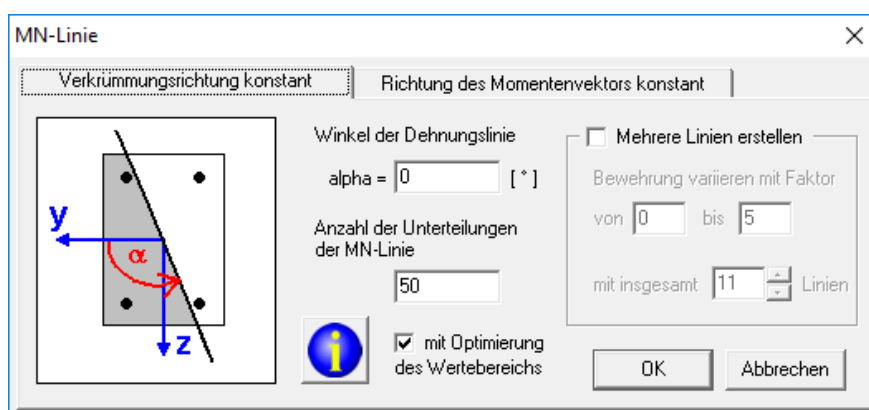 MN-Linie
Verkrümmungsrichtung konstant
Richtung des Momentenvektors konstant
y
α
z
Winkel der Dehnungslinie
alpha = 0 [°]
Anzahl der Unterteilungen
der MN-Linie
50
i
mit Optimierung
des Wertebereichs
Mehrere Linien erstellen
Bewehrung variieren mit Faktor
von 0 bis 5
mit insgesamt 11 Linien
OK
Abbrechen